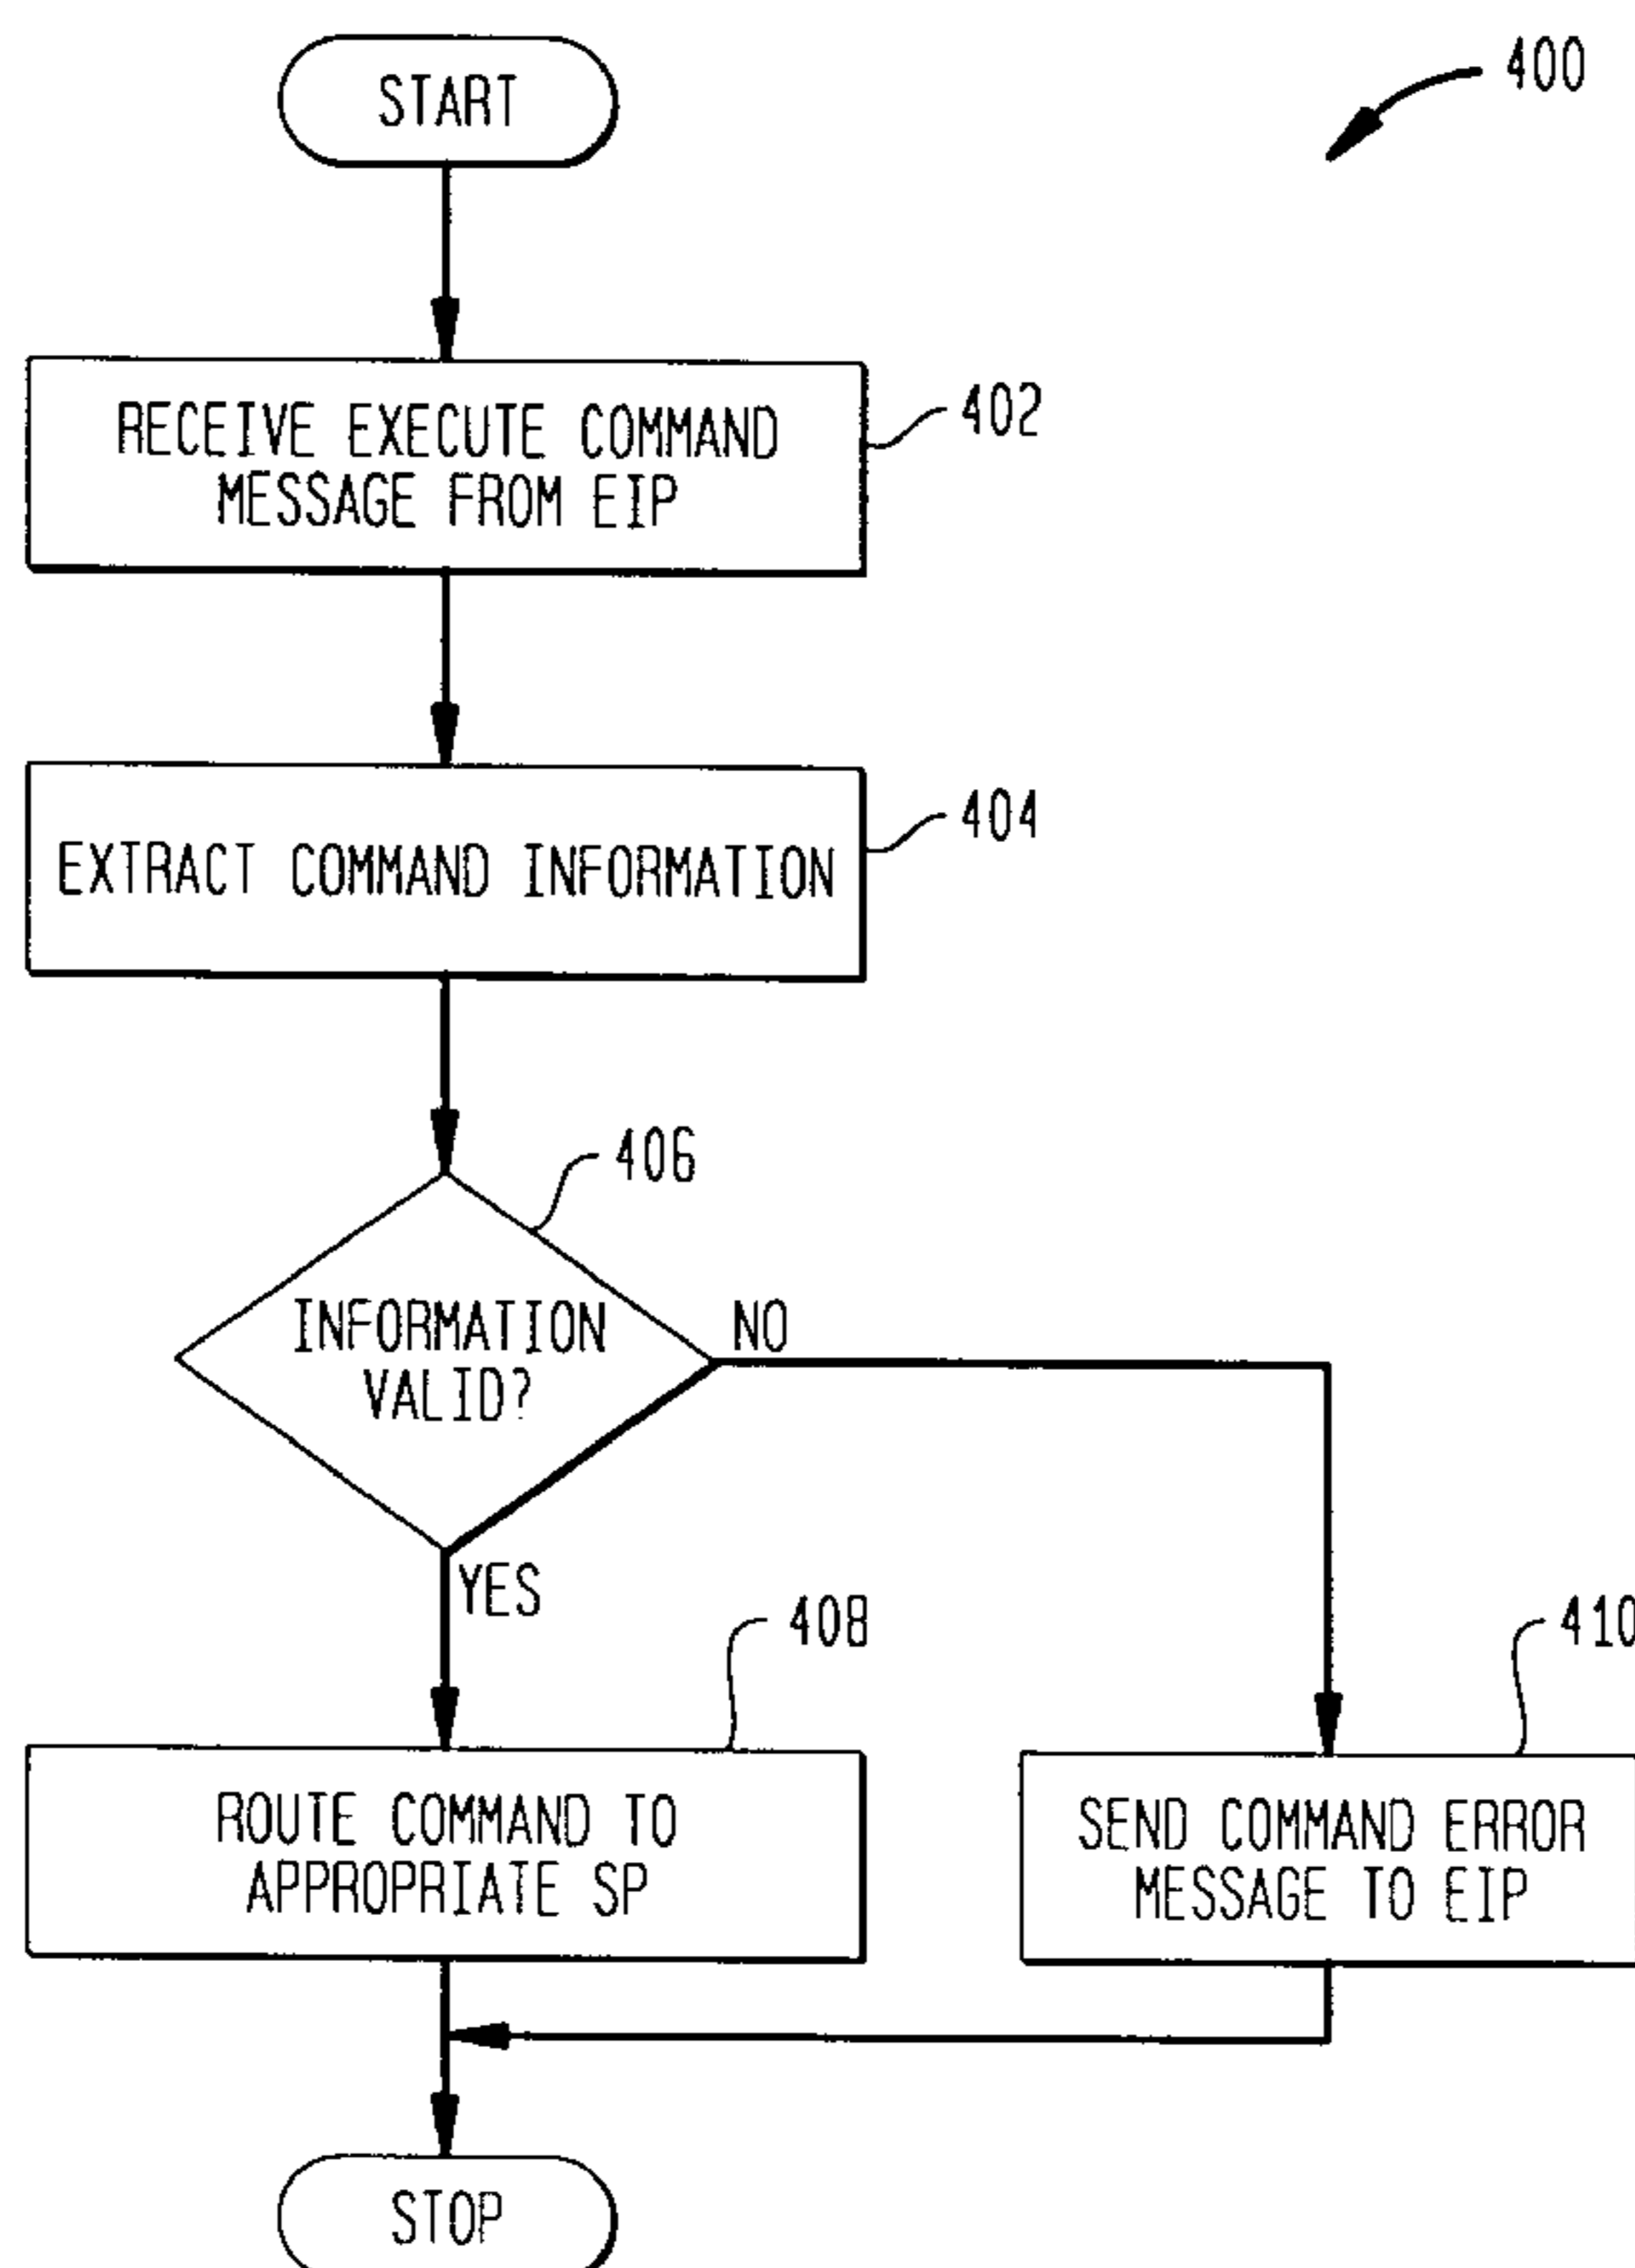 START
400
RECEIVE EXECUTE COMMAND
MESSAGE FROM EIP
402
EXTRACT COMMAND INFORMATION
404
406
INFORMATION
VALID?
NO
YES
408
410
ROUTE COMMAND TO
APPROPRIATE SP
SEND COMMAND ERROR
MESSAGE TO EIP
STOP